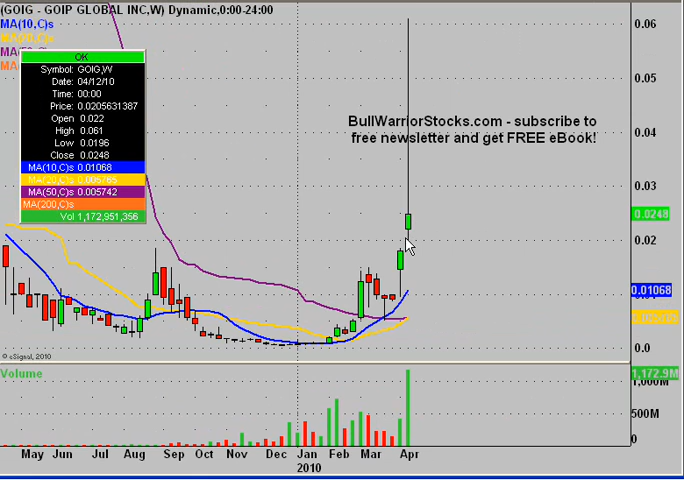 (GOIG - GOIP GLOBAL INC,W) Dynamic,0:00-24:00
MA(10,C)s
OK
Symbol: GOIG,W
Date: 04/12/10
Time: 00:00
Price: 0.0205631387
Open 0.022
High 0.061
Low 0.0196
Close 0.0248
MA(10,C)s 0.01068
MA(20,C)s 0.005765
MA(50,C)s 0.005742
MA(200,C)s
Vol 1,172,951,356
BullWarriorStocks.com - subscribe to
free newsletter and get FREE eBook!
0.06
0.05
0.04
0.03
0.0248
0.02
0.01068
0.0
© eSignal, 2010
Volume
1,172.9M
1,000M
500M
0
May Jun Jul Aug Sep Oct Nov Dec Jan Feb Mar Apr
2010